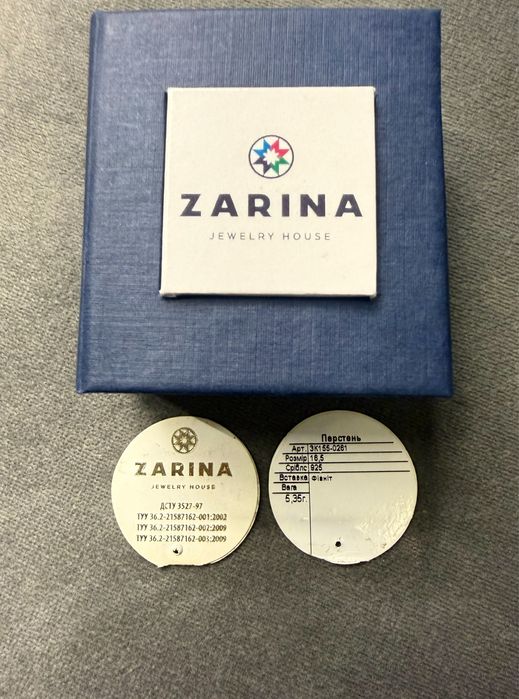 ZARINA
JEWELRY HOUSE
ZARINA
JEWELRY HOUSE
ДСТУ 3527-97
ТУУ 36.2-21587162-001:2002
ТУУ 36.2-21587162-002:2009
ТУУ 36.2-21587162-003:2009
Перстень
Арт. 3К155-0261
Розмір 16,5
Срібло 925
Вставка Фіаніт
Вага
5,35г.